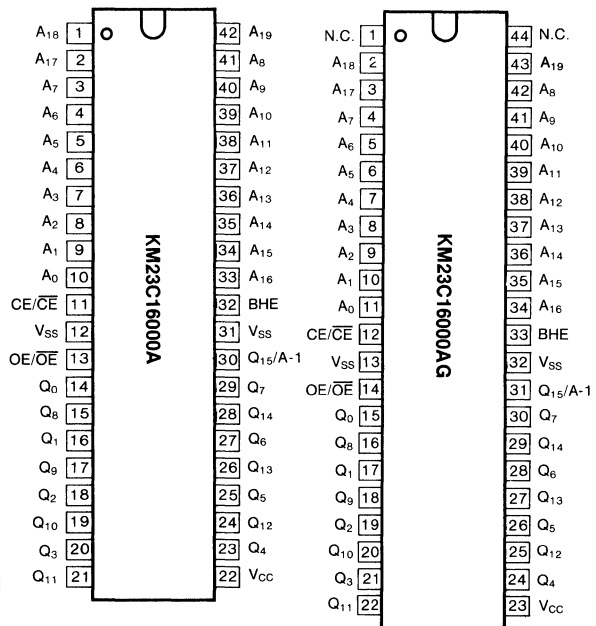 A18 1 42 A19
A17 2 41 A8
A7 3 40 A9
A6 4 39 A10
A5 5 38 A11
A4 6 37 A12
A3 7 36 A13
A2 8 35 A14
A1 9 34 A15
A0 10 33 A16
CE/C̅E̅ 11 32 BHE
VSS 12 31 VSS
OE/O̅E̅ 13 30 Q15/A-1
Q0 14 29 Q7
Q8 15 28 Q14
Q1 16 27 Q6
Q9 17 26 Q13
Q2 18 25 Q5
Q10 19 24 Q12
Q3 20 23 Q4
Q11 21 22 VCC
KM23C16000A
N.C. 1 44 N.C.
A18 2 43 A19
A17 3 42 A8
A7 4 41 A9
A6 5 40 A10
A5 6 39 A11
A4 7 38 A12
A3 8 37 A13
A2 9 36 A14
A1 10 35 A15
A0 11 34 A16
CE/C̅E̅ 12 33 BHE
VSS 13 32 VSS
OE/O̅E̅ 14 31 Q15/A-1
Q0 15 30 Q7
Q8 16 29 Q14
Q1 17 28 Q6
Q9 18 27 Q13
Q2 19 26 Q5
Q10 20 25 Q12
Q3 21 24 Q4
Q11 22 23 VCC
KM23C16000AG